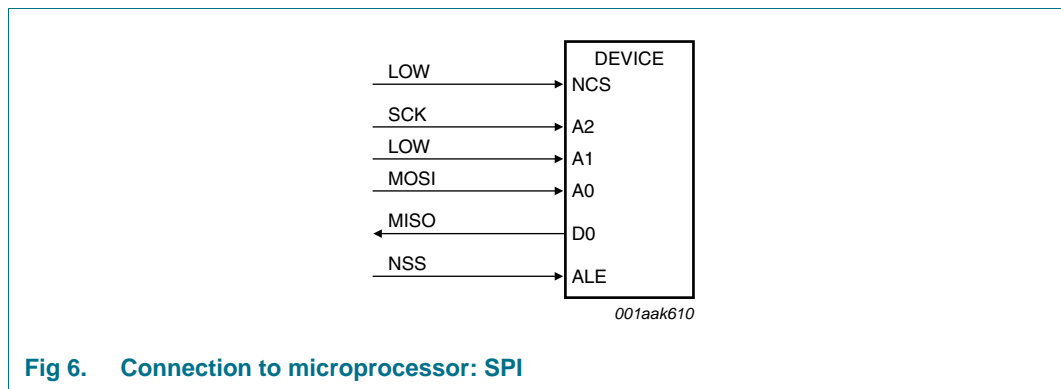 DEVICE
LOW NCS
SCK A2
LOW A1
MOSI A0
MISO D0
NSS ALE
001aak610
Fig 6. Connection to microprocessor: SPI